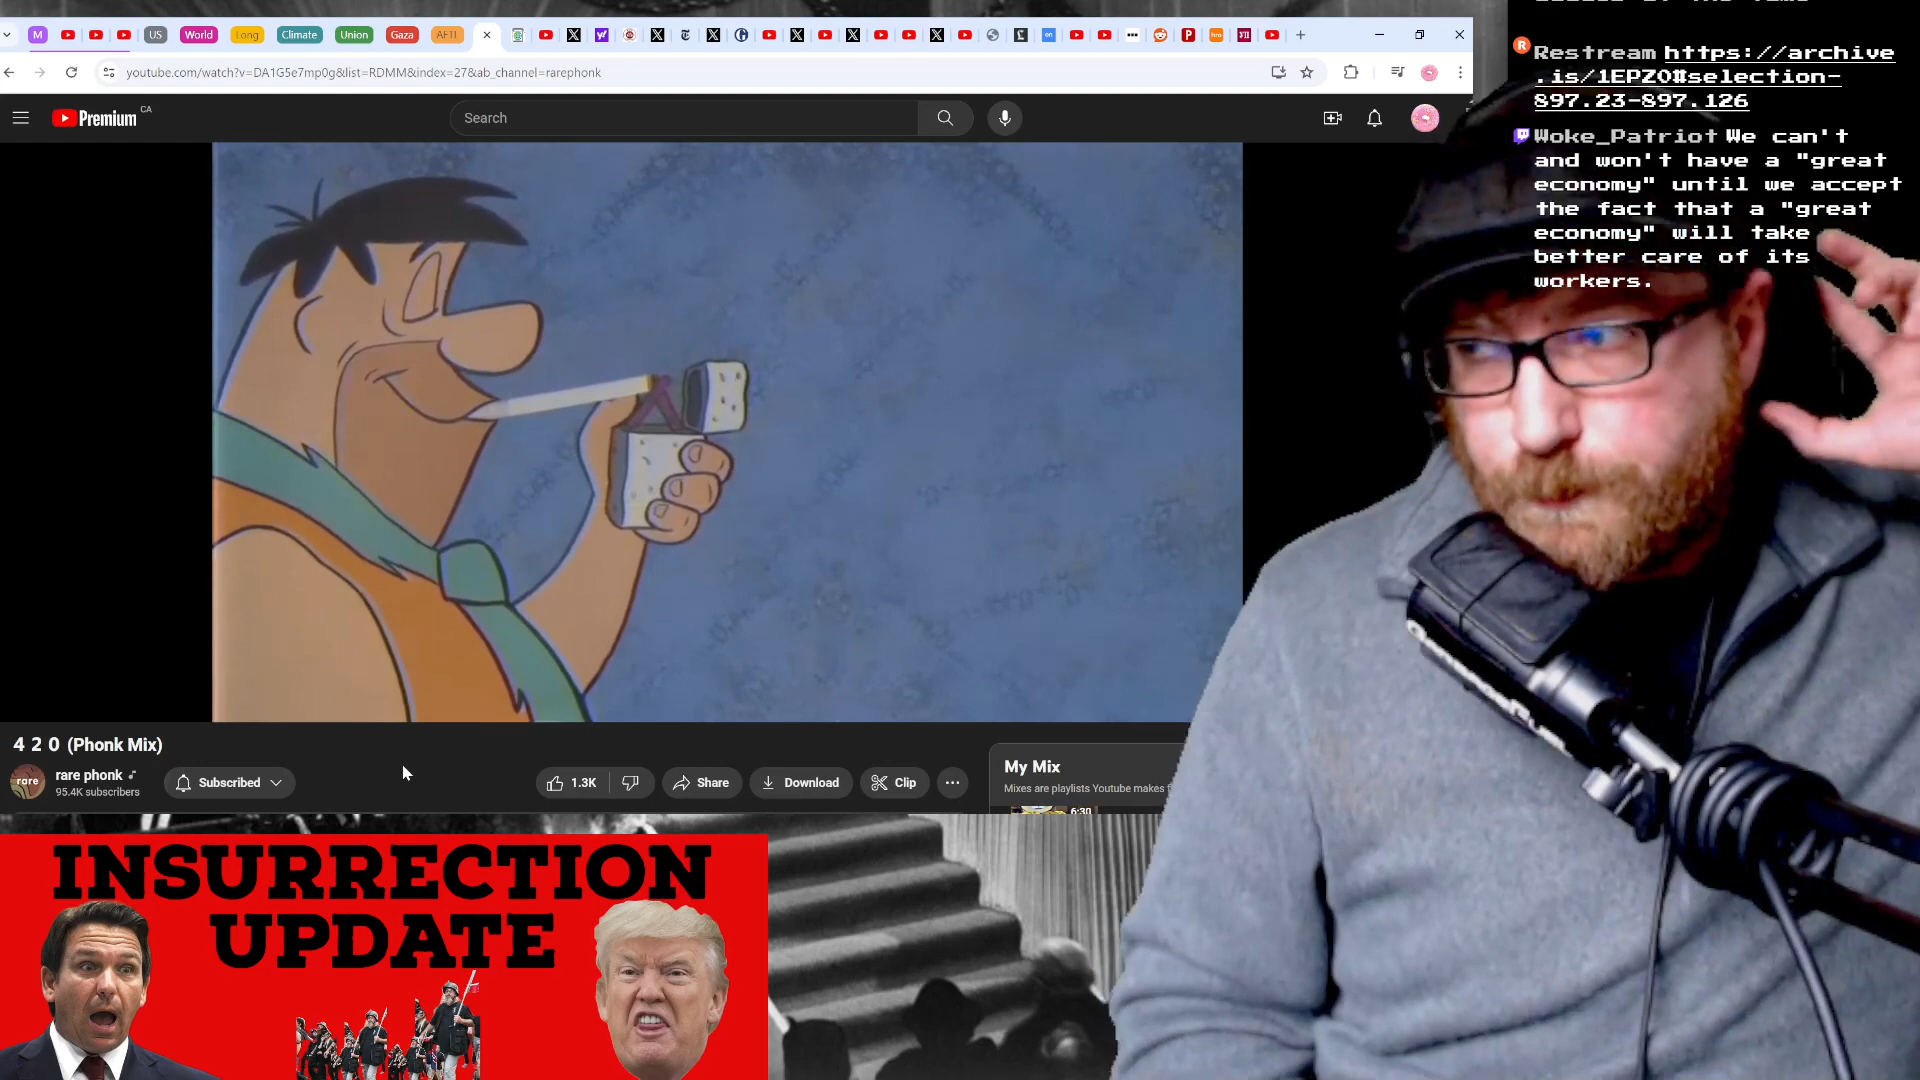 M
US
World
Long
Climate
Union
Gaza
AFTI
youtube.com/watch?v=DA1G5e7mp0g&list=RDMM&index=27&ab_channel=rarephonk
Premium CA
Search
4 2 0 (Phonk Mix)
rare
rare phonk
95.4K subscribers
Subscribed
1.3K
Share
Download
Clip
My Mix
Mixes are playlists Youtube makes f
6:30
INSURRECTION
UPDATE
Restream https://archive
.is/1EPZ0#selection-
897.23-897.126
Woke_Patriot We can't
and won't have a "great
economy" until we accept
the fact that a "great
economy" will take
better care of its
workers.